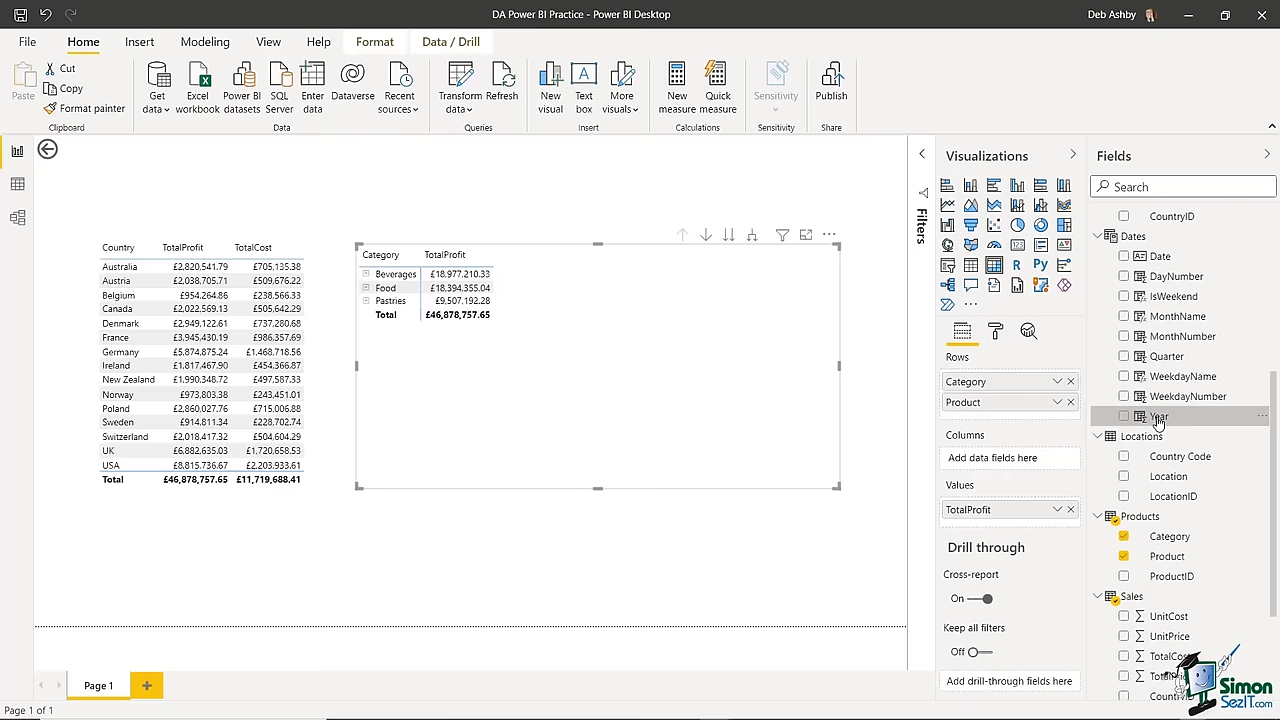 DA Power BI Practice - Power BI Desktop
Deb Ashby
File Home Insert Modeling View Help Format Data / Drill
Paste
Cut
Copy
Format painter
Clipboard
Get data
Excel workbook
Power BI datasets
SQL Server
Enter data
Dataverse
Recent sources
Data
Transform data
Refresh
Queries
New visual
Text box
More visuals
Insert
New measure
Quick measure
Calculations
Sensitivity
Sensitivity
Publish
Share
Country TotalProfit TotalCost
Australia £2,820,541.79 £705,135.38
Austria £2,038,705.71 £509,676.22
Belgium £954,264.86 £238,566.33
Canada £2,022,569.13 £505,642.29
Denmark £2,949,122.61 £737,280.68
France £3,945,430.19 £986,357.69
Germany £5,874,875.24 £1,468,718.56
Ireland £1,817,467.90 £454,366.87
New Zealand £1,990,348.72 £497,587.33
Norway £973,803.38 £243,451.01
Poland £2,860,027.76 £715,006.88
Sweden £914,811.34 £228,702.74
Switzerland £2,018,417.32 £504,604.29
UK £6,882,635.03 £1,720,658.53
USA £8,815,736.67 £2,203,933.61
Total £46,878,757.65 £11,719,688.41
Category TotalProfit
Beverages £18,977,210.33
Food £18,394,355.04
Pastries £9,507,192.28
Total £46,878,757.65
Filters
Visualizations
R Py
Rows
Category
Product
Columns
Add data fields here
Values
TotalProfit
Drill through
Cross-report
On
Keep all filters
Off
Add drill-through fields here
Fields
Search
CountryID
Dates
Date
DayNumber
IsWeekend
MonthName
MonthNumber
Quarter
WeekdayName
WeekdayNumber
Year
Locations
Country Code
Location
LocationID
Products
Category
Product
ProductID
Sales
UnitCost
UnitPrice
Simon
SezIT.com
Page 1
Page 1 of 1